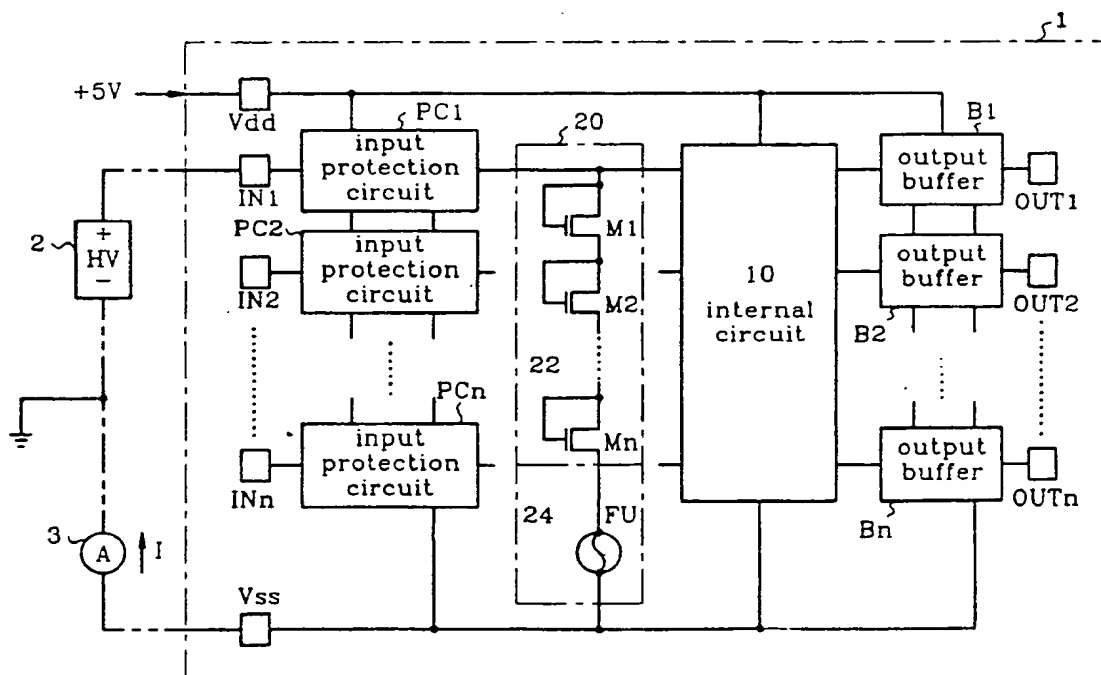 1
+5V
Vdd
PC1
20
B1
input
protection
circuit
IN1
output
buffer
OUT1
M1
2
+
HV
−
PC2
input
protection
circuit
IN2
M2
10
internal
circuit
output
buffer
OUT2
B2
22
PCn
Mn
input
protection
circuit
INn
output
buffer
OUTn
Bn
24
FU
3
A
I
Vss